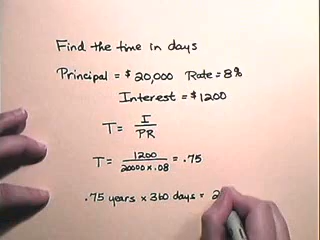 Find the time in days
Principal = $20,000 Rate = 8%
Interest = $1200
T = I / PR
T = 1200 / 20000 x .08 = .75
.75 years x 360 days = 2